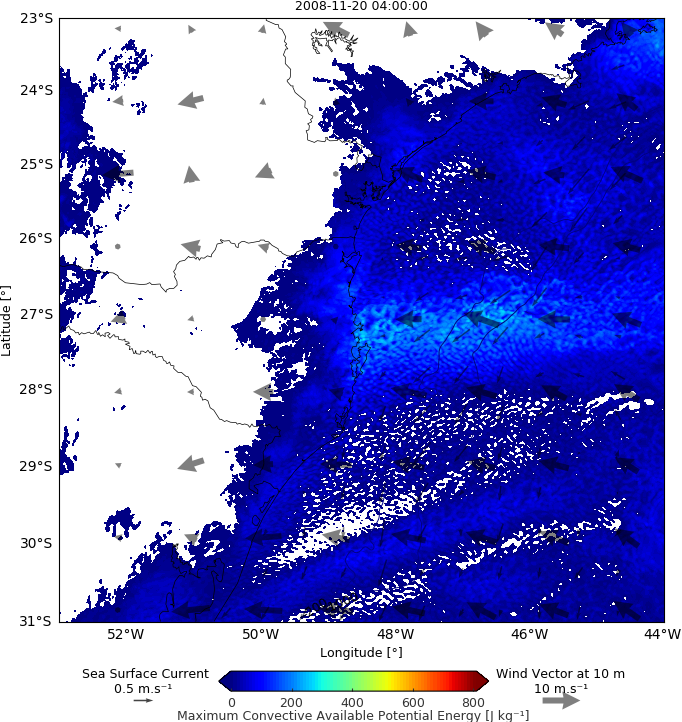 2008-11-20 04:00:00
23°S
24°S
25°S
26°S
27°S
28°S
29°S
30°S
31°S
Latitude [°]
52°W 50°W 48°W 46°W 44°W
Longitude [°]
Sea Surface Current
0.5 m.s⁻¹
Wind Vector at 10 m
10 m.s⁻¹
0 200 400 600 800
Maximum Convective Available Potential Energy [J kg⁻¹]